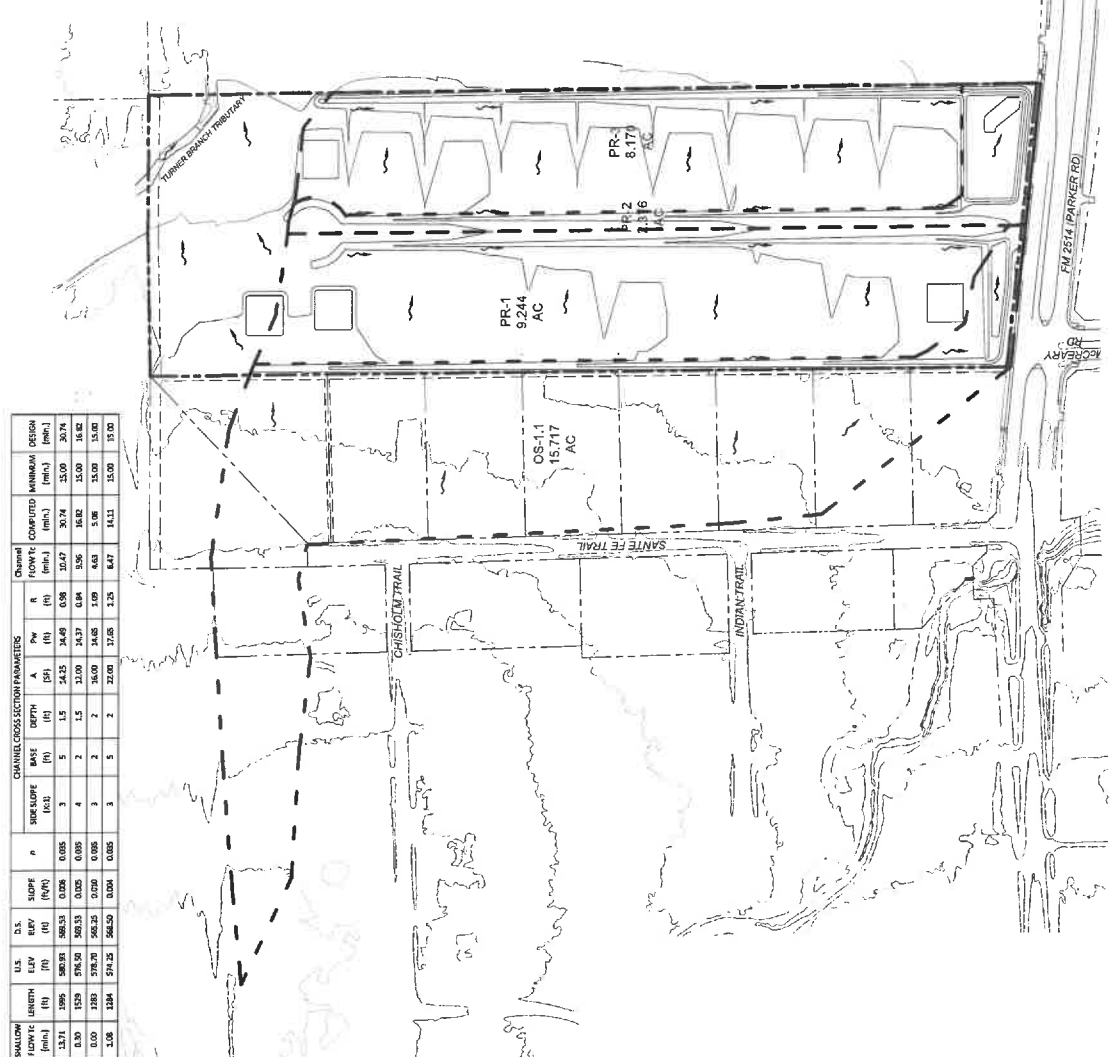 TURNER BRANCH TRIBUTARY
PR-3
8.170
AC
PR-2
2.316
AC
PR-1
9.244
AC
FM 2514 (PARKER RD)
McCREARY
RD
OS-1.1
15.717
AC
SANTE FE TRAIL
CHISHOLM TRAIL
INDIAN TRAIL
CHANNEL CROSS SECTION PARAMETERS
SHALLOW FLOW Tc (min.) LENGTH (ft) U.S. ELEV (ft) D.S. ELEV (ft) SLOPE (ft/ft) n SIDE SLOPE (X:1) BASE (ft) DEPTH (ft) A (SF) Pw (ft) R (ft) Channel FLOW Tc (min.) COMPUTED (min.) MINIMUM (min.) DESIGN (min.)
13.71 1995 580.93 569.53 0.006 0.035 3 5 1.5 14.25 14.49 0.98 10.47 30.74 15.00 30.74
0.30 1529 576.50 569.53 0.005 0.035 4 2 1.5 12.00 14.37 0.84 9.96 16.82 15.00 16.82
0.00 1283 578.70 565.25 0.010 0.035 3 2 2 16.00 14.65 1.09 4.63 5.06 15.00 15.00
1.08 1284 574.25 568.50 0.004 0.035 3 5 2 22.00 17.65 1.25 6.47 14.11 15.00 15.00